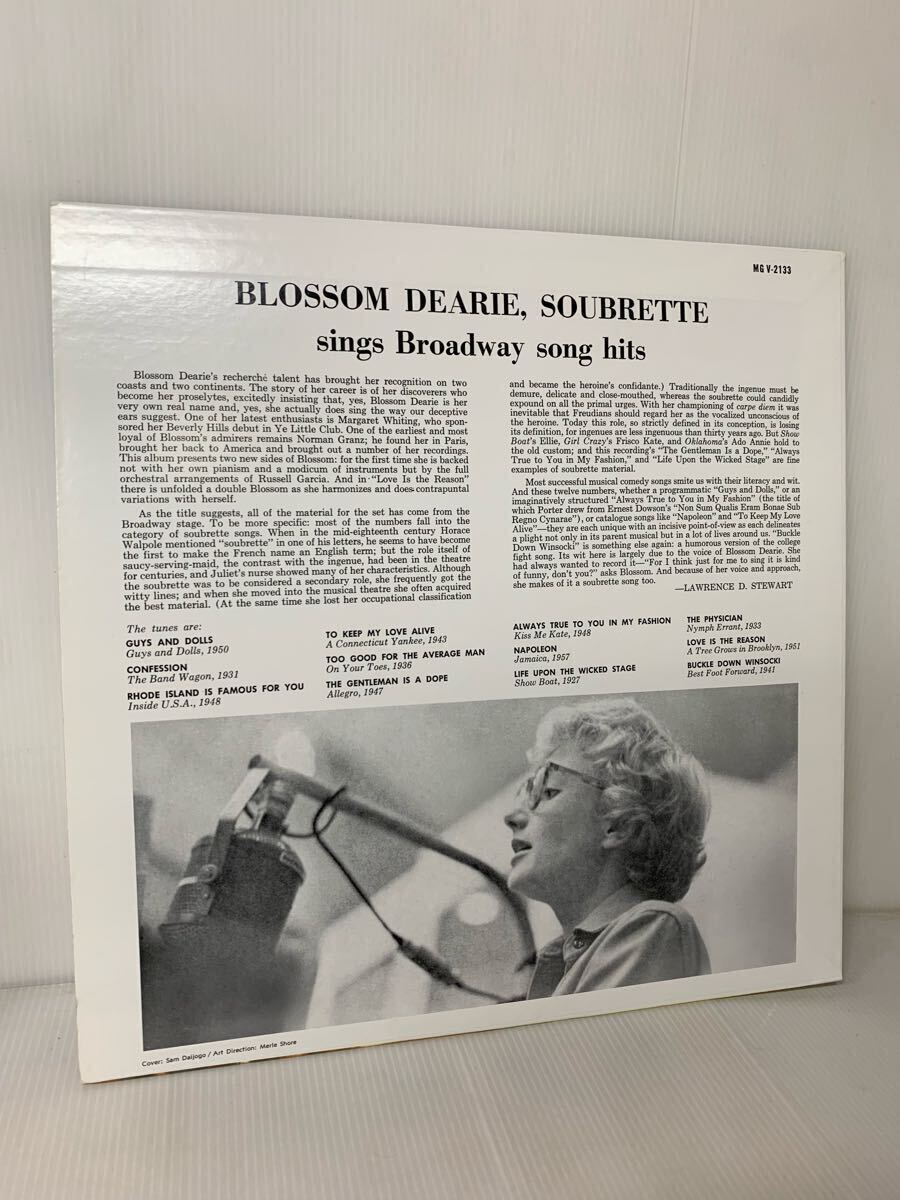 MG V-2133
BLOSSOM DEARIE, SOUBRETTE
sings Broadway song hits
Blossom Dearie's recherché talent has brought her recognition on two
coasts and two continents. The story of her career is of her discoverers who
become her proselytes, excitedly insisting that, yes, Blossom Dearie is her
very own real name and, yes, she actually does sing the way our deceptive
ears suggest. One of her latest enthusiasts is Margaret Whiting, who spon-
sored her Beverly Hills debut in Ye Little Club. One of the earliest and most
loyal of Blossom's admirers remains Norman Granz; he found her in Paris,
brought her back to America and brought out a number of her recordings.
This album presents two new sides of Blossom: for the first time she is backed
not with her own pianism and a modicum of instruments but by the full
orchestral arrangements of Russell Garcia. And in "Love Is the Reason"
there is unfolded a double Blossom as she harmonizes and does contrapuntal
variations with herself.
As the title suggests, all of the material for the set has come from the
Broadway stage. To be more specific: most of the numbers fall into the
category of soubrette songs. When in the mid-eighteenth century Horace
Walpole mentioned "soubrette" in one of his letters, he seems to have become
the first to make the French name an English term; but the role itself of
saucy-serving-maid, the contrast with the ingenue, had been in the theatre
for centuries, and Juliet's nurse showed many of her characteristics. Although
the soubrette was to be considered a secondary role, she frequently got the
witty lines; and when she moved into the musical theatre she often acquired
the best material. (At the same time she lost her occupational classification
and became the heroine's confidante.) Traditionally the ingenue must be
demure, delicate and close-mouthed, whereas the soubrette could candidly
expound on all the primal urges. With her championing of carpe diem it was
inevitable that Freudians should regard her as the vocalized unconscious of
the heroine. Today this role, so strictly defined in its conception, is losing
its definition, for ingenues are less ingenuous than thirty years ago. But Show
Boat's Ellie, Girl Crazy's Frisco Kate, and Oklahoma's Ado Annie hold to
the old custom; and this recording's "The Gentleman Is a Dope," "Always
True to You in My Fashion," and "Life Upon the Wicked Stage" are fine
examples of soubrette material.
Most successful musical comedy songs smite us with their literacy and wit.
And these twelve numbers, whether a programmatic "Guys and Dolls," or an
imaginatively structured "Always True to You in My Fashion" (the title of
which Porter drew from Ernest Dowson's "Non Sum Qualis Eram Bonae Sub
Regno Cynarae"), or catalogue songs like "Napoleon" and "To Keep My Love
Alive"—they are each unique with an incisive point-of-view as each delineates
a plight not only in its parent musical but in a lot of lives around us. "Buckle
Down Winsocki" is something else again: a humorous version of the college
fight song. Its wit here is largely due to the voice of Blossom Dearie. She
had always wanted to record it—"For I think just for me to sing it is kind
of funny, don't you?" asks Blossom. And because of her voice and approach,
she makes of it a soubrette song too.
—LAWRENCE D. STEWART
The tunes are:
GUYS AND DOLLS
Guys and Dolls, 1950
CONFESSION
The Band Wagon, 1931
RHODE ISLAND IS FAMOUS FOR YOU
Inside U.S.A., 1948
TO KEEP MY LOVE ALIVE
A Connecticut Yankee, 1943
TOO GOOD FOR THE AVERAGE MAN
On Your Toes, 1936
THE GENTLEMAN IS A DOPE
Allegro, 1947
ALWAYS TRUE TO YOU IN MY FASHION
Kiss Me Kate, 1948
NAPOLEON
Jamaica, 1957
LIFE UPON THE WICKED STAGE
Show Boat, 1927
THE PHYSICIAN
Nymph Errant, 1933
LOVE IS THE REASON
A Tree Grows in Brooklyn, 1951
BUCKLE DOWN WINSOCKI
Best Foot Forward, 1941
Cover: Sam Daijogo / Art Direction: Merle Shore